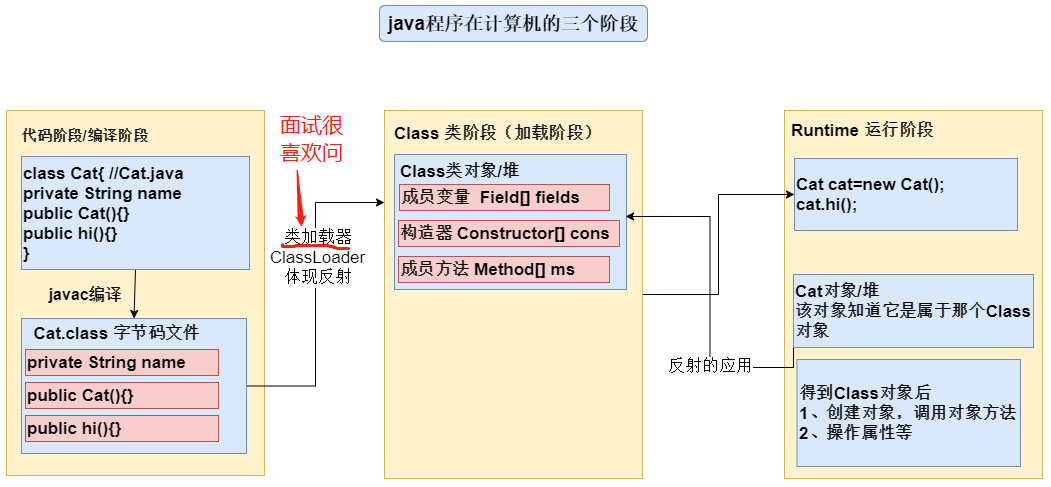 java程序在计算机的三个阶段
代码阶段/编译阶段
class Cat{ //Cat.java
private String name
public Cat(){}
public hi(){}
}
javac编译
Cat.class 字节码文件
private String name
public Cat(){}
public hi(){}
面试很
喜欢问
类加载器
ClassLoader
体现反射
Class 类阶段（加载阶段）
Class类对象/堆
成员变量 Field[] fields
构造器 Constructor[] cons
成员方法 Method[] ms
反射的应用
Runtime 运行阶段
Cat cat=new Cat();
cat.hi();
Cat对象/堆
该对象知道它是属于那个Class
对象
得到Class对象后
1、创建对象，调用对象方法
2、操作属性等